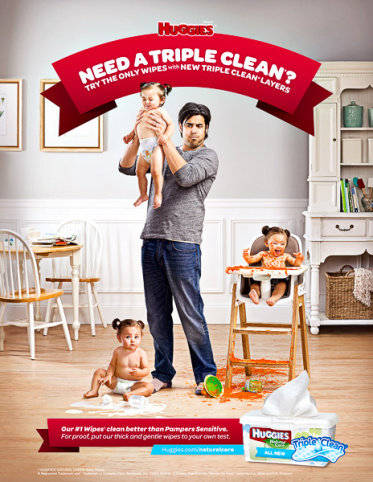 HUGGIES
NEED A TRIPLE CLEAN?
TRY THE ONLY WIPES with NEW TRIPLE CLEAN* LAYERS
Our #1 Wipes' clean better than Pampers Sensitive.
For proof, put our thick and gentle wipes to your own test.
Huggies.com/naturalcare
HUGGIES
Natural
Care
ALL NEW
Triple Clean